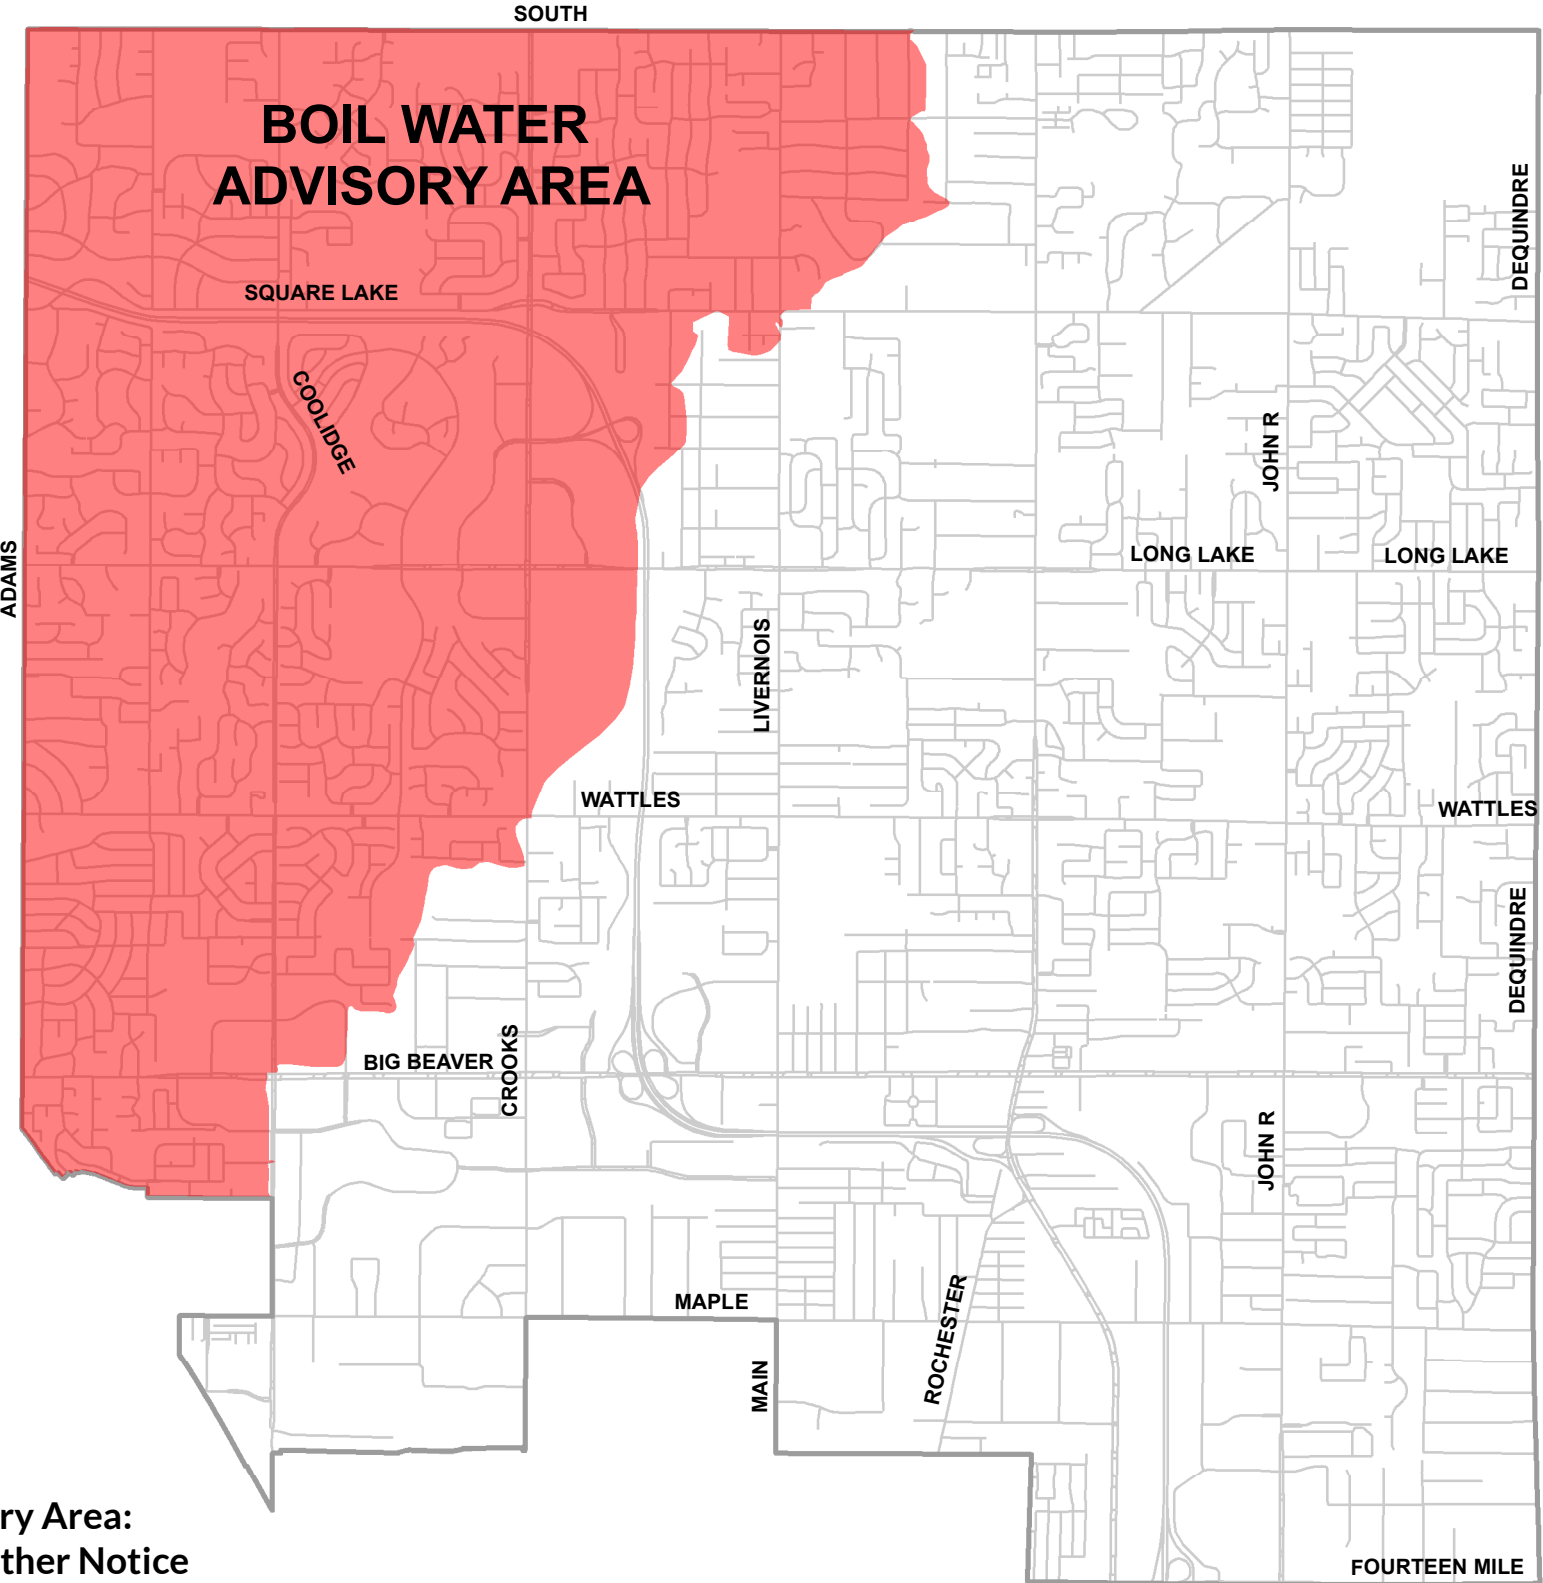 SOUTH
BOIL WATER
ADVISORY AREA
DEQUINDRE
SQUARE LAKE
COOLIDGE
JOHN R
ADAMS
LONG LAKE
LONG LAKE
LIVERNOIS
WATTLES
WATTLES
DEQUINDRE
BIG BEAVER
CROOKS
JOHN R
MAPLE
ROCHESTER
MAIN
ry Area:
ther Notice
FOURTEEN MILE